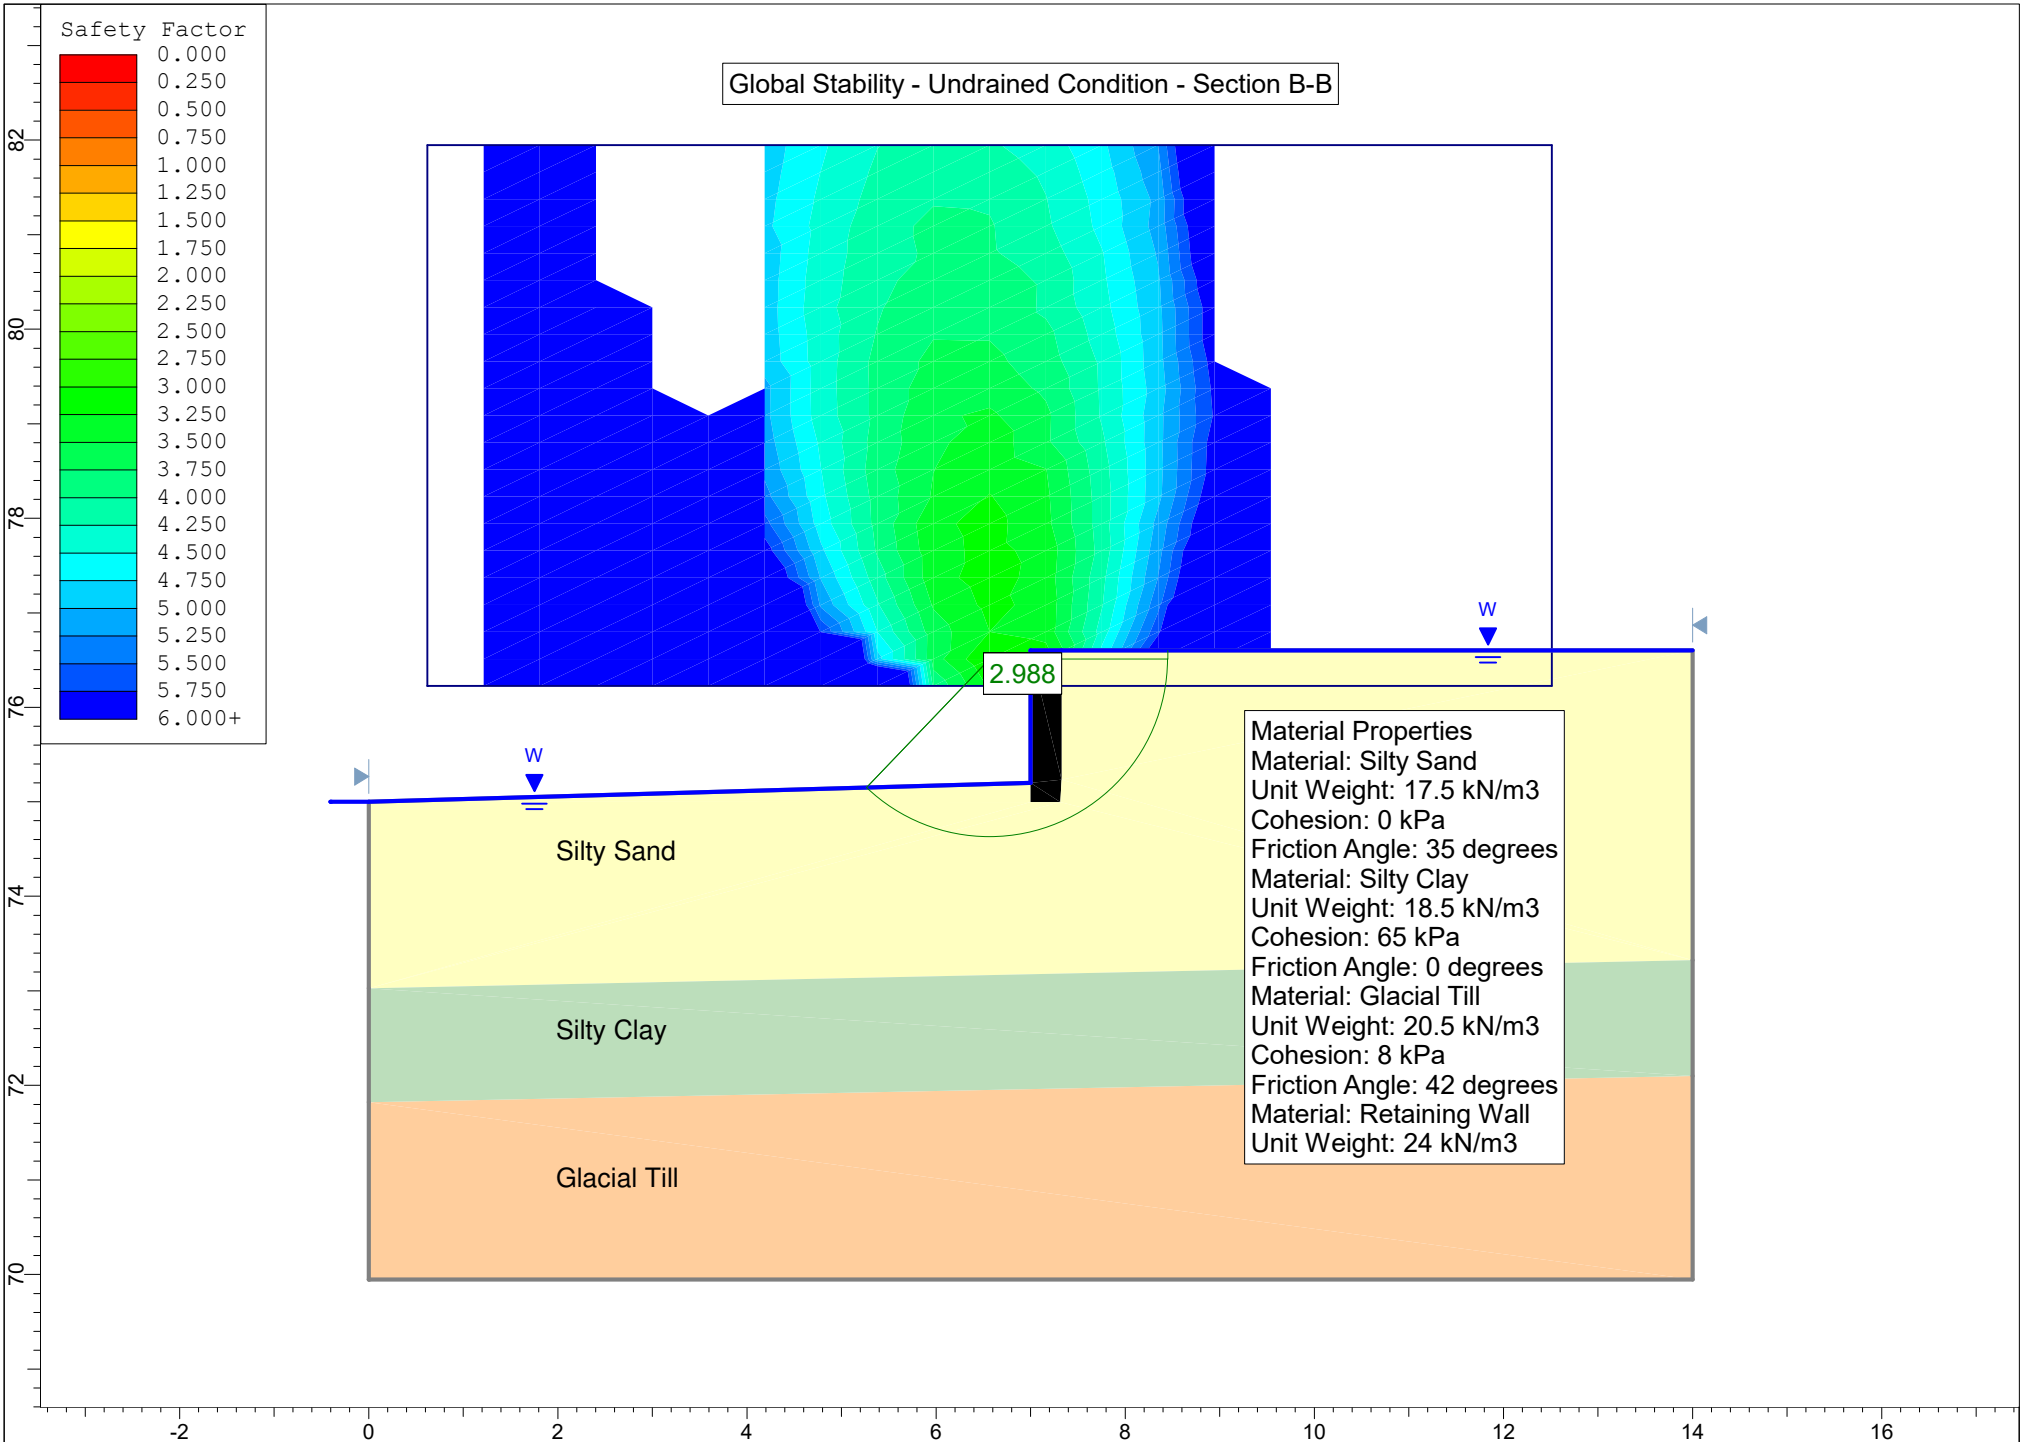 Safety Factor
0.000
0.250
0.500
0.750
1.000
1.250
1.500
1.750
2.000
2.250
2.500
2.750
3.000
3.250
3.500
3.750
4.000
4.250
4.500
4.750
5.000
5.250
5.500
5.750
6.000+
Global Stability - Undrained Condition - Section B-B
82
80
78
76
74
72
70
W
W
2.988
Silty Sand
Silty Clay
Glacial Till
Material Properties
Material: Silty Sand
Unit Weight: 17.5 kN/m3
Cohesion: 0 kPa
Friction Angle: 35 degrees
Material: Silty Clay
Unit Weight: 18.5 kN/m3
Cohesion: 65 kPa
Friction Angle: 0 degrees
Material: Glacial Till
Unit Weight: 20.5 kN/m3
Cohesion: 8 kPa
Friction Angle: 42 degrees
Material: Retaining Wall
Unit Weight: 24 kN/m3
-2 0 2 4 6 8 10 12 14 16